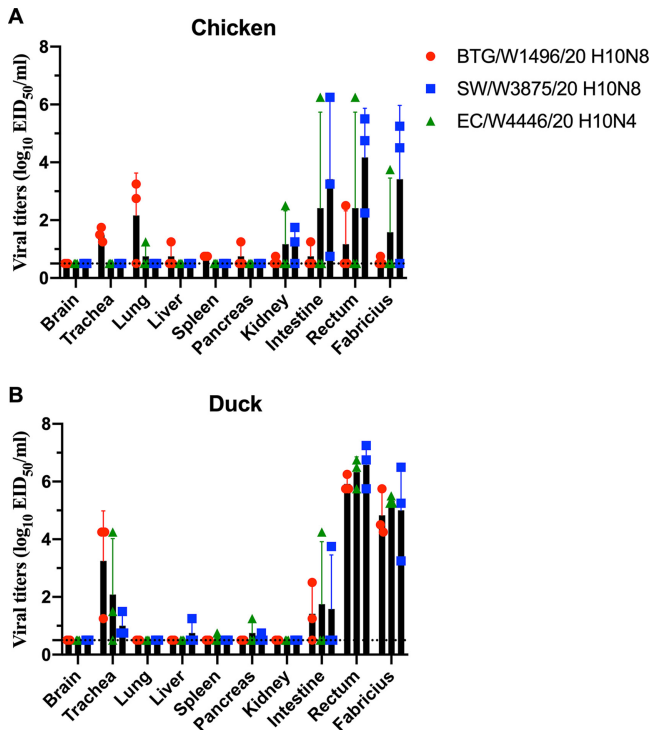 A
Chicken
Viral titers (log10 EID50/ml)
8
6
4
2
0
Brain
Trachea
Lung
Liver
Spleen
Pancreas
Kidney
Intestine
Rectum
Fabricius
BTG/W1496/20 H10N8
SW/W3875/20 H10N8
EC/W4446/20 H10N4
B
Duck
Viral titers (log10 EID50/ml)
8
6
4
2
0
Brain
Trachea
Lung
Liver
Spleen
Pancreas
Kidney
Intestine
Rectum
Fabricius